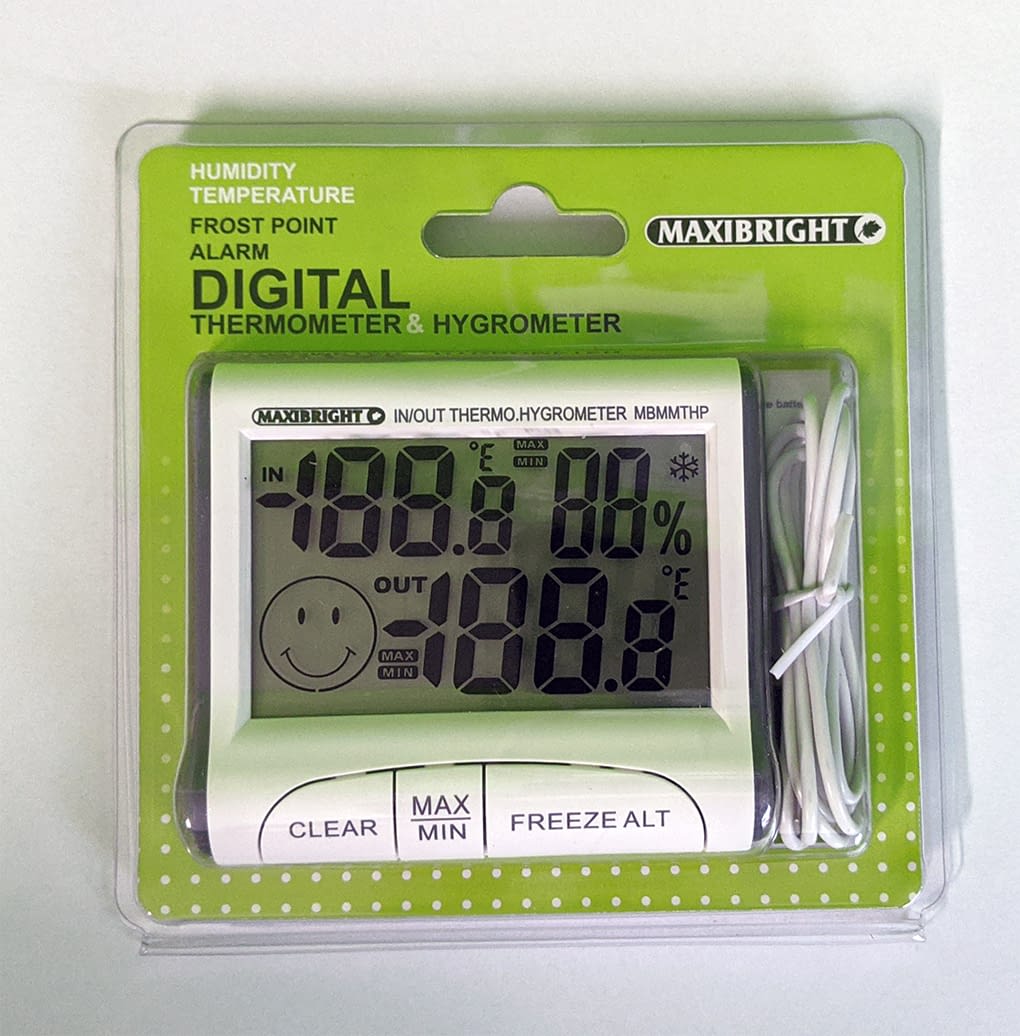 HUMIDITY
TEMPERATURE
FROST POINT
ALARM
DIGITAL
THERMOMETER & HYGROMETER
MAXIBRIGHT
MAXIBRIGHT IN/OUT THERMO.HYGROMETER MBMMTHP
IN -188.8 °E MAX MIN 88 %
OUT -188.8 °E
MAX
MIN
CLEAR
MAX
MIN
FREEZE ALT